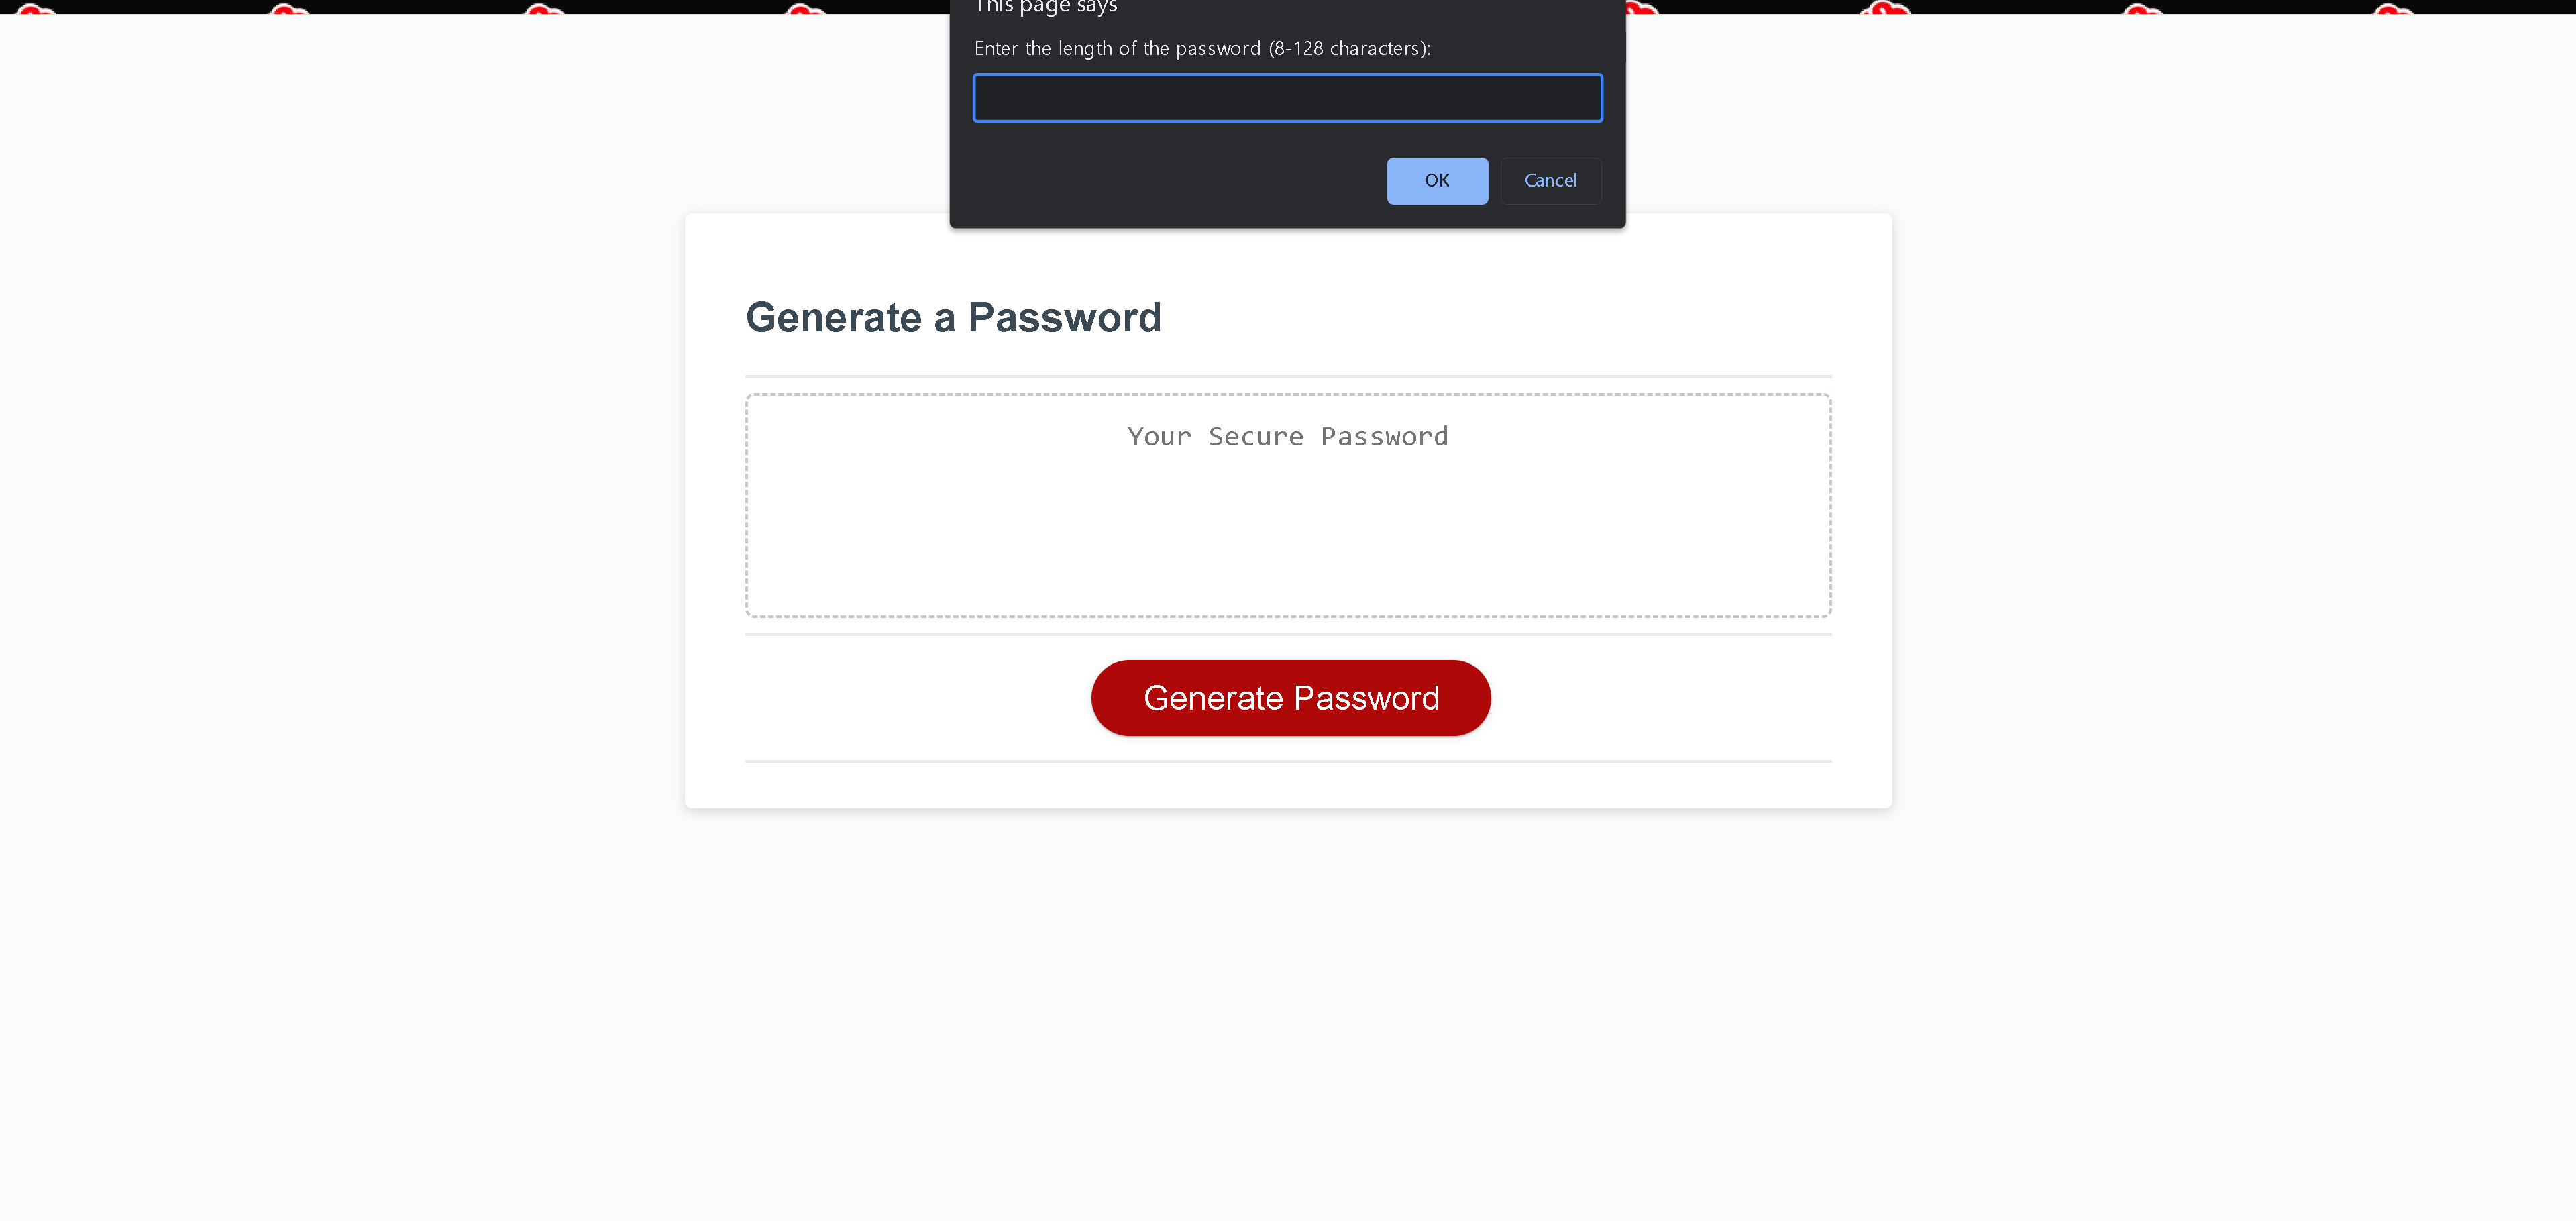 This page says
Enter the length of the password (8-128 characters):
OK
Cancel
Generate a Password
Your Secure Password
Generate Password